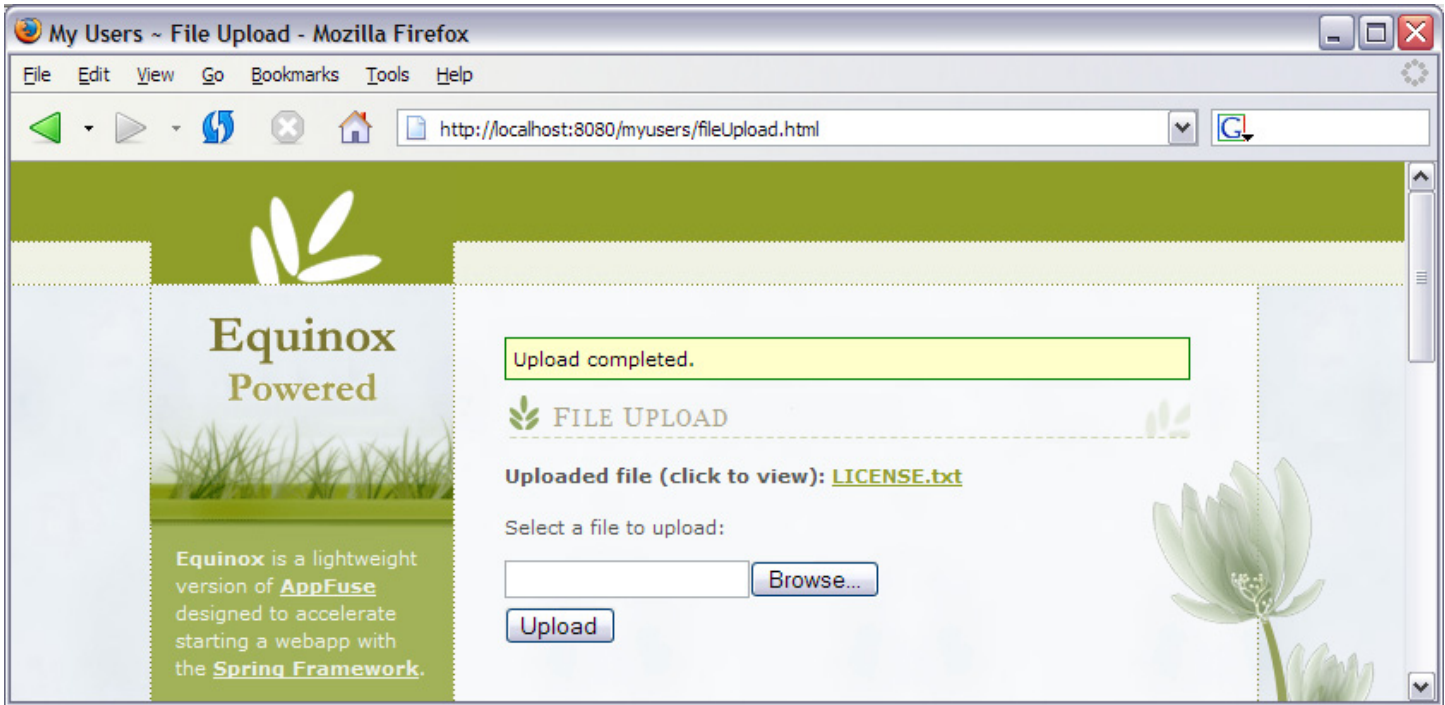 My Users ~ File Upload - Mozilla Firefox
File Edit View Go Bookmarks Tools Help
http://localhost:8080/myusers/fileUpload.html
G
Equinox
Powered
Equinox is a lightweight
version of AppFuse
designed to accelerate
starting a webapp with
the Spring Framework.
Upload completed.
FILE UPLOAD
Uploaded file (click to view): LICENSE.txt
Select a file to upload:
Browse...
Upload